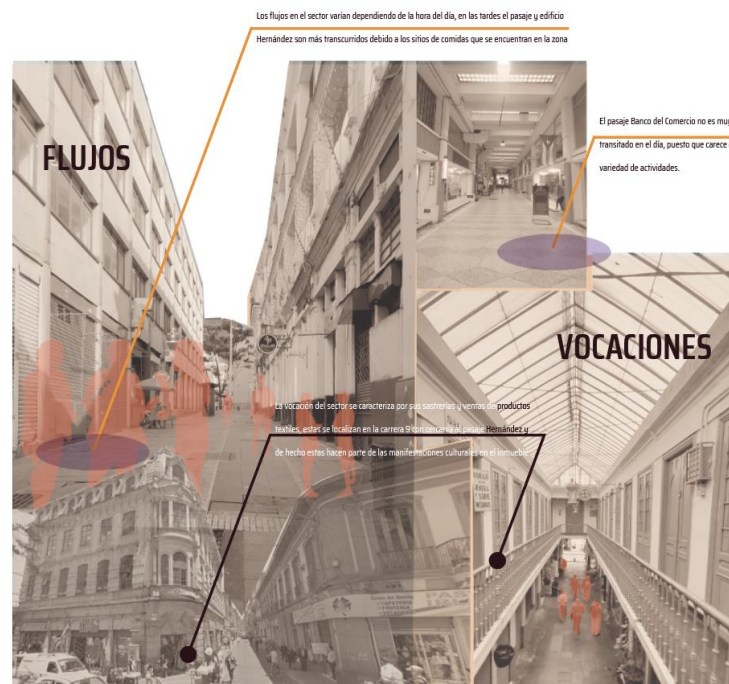 Los flujos en el sector varían dependiendo de la hora del día, en las tardes el pasaje y edificio
Hernández son más transcurridos debido a los sitios de comidas que se encuentran en la zona
FLUJOS
El pasaje Banco del Comercio no es muy
transitado en el día, puesto que carece
variedad de actividades.
VOCACIONES
La vocación del sector se caracteriza por sus sastrerías y ventas de productos
textiles, estas se localizan en la carrera 9 con cercanía al pasaje Hernández y
de hecho estas hacen parte de las manifestaciones culturales en el inmueble
PAS